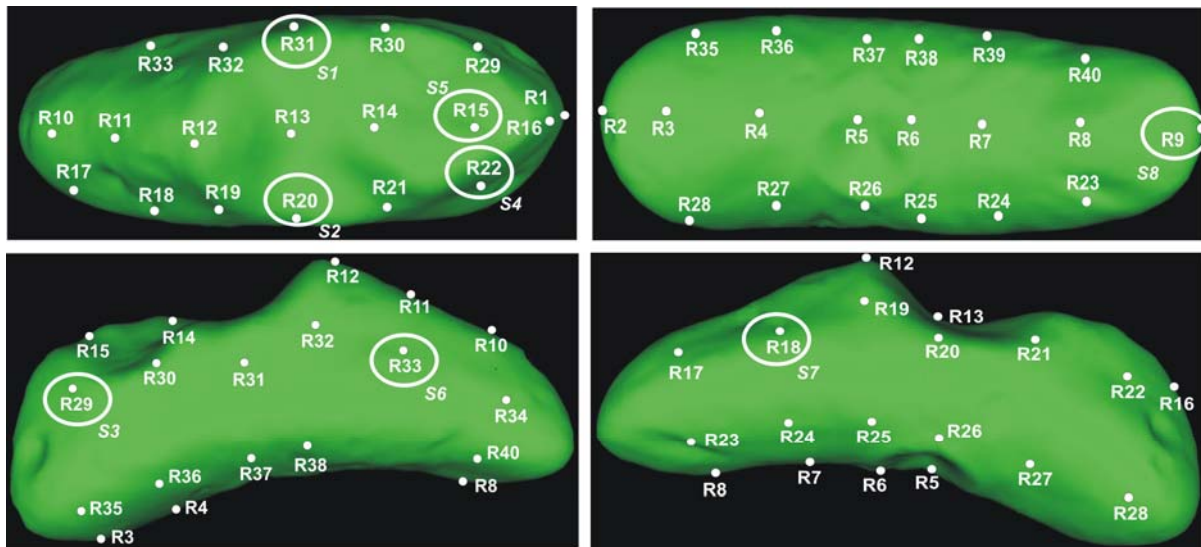 R33 R32 R31 R30 R29
S1 S5
R10 R11 R12 R13 R14 R15 R16 R1
R17 R18 R19 R20 R21 R22
S2 S4
R35 R36 R37 R38 R39 R40
R2 R3 R4 R5 R6 R7 R8 R9
S8
R28 R27 R26 R25 R24 R23
R12
R11
R15 R14 R32 R10
R30 R31 R33
R29 S6
S3 R34
R36 R37 R38 R40
R35 R4 R8
R3
R12
R19 R13
R17 R18 R20 R21
S7 R22 R16
R23 R24 R25 R26
R8 R7 R6 R5 R27
R28